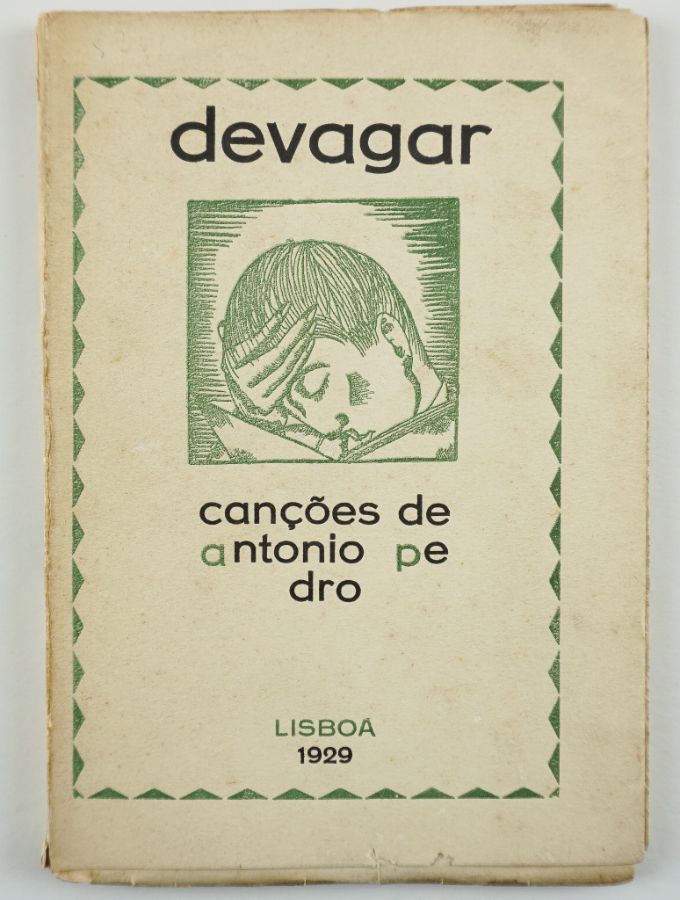 devagar
canções de
antonio pe
dro
LISBOA
1929